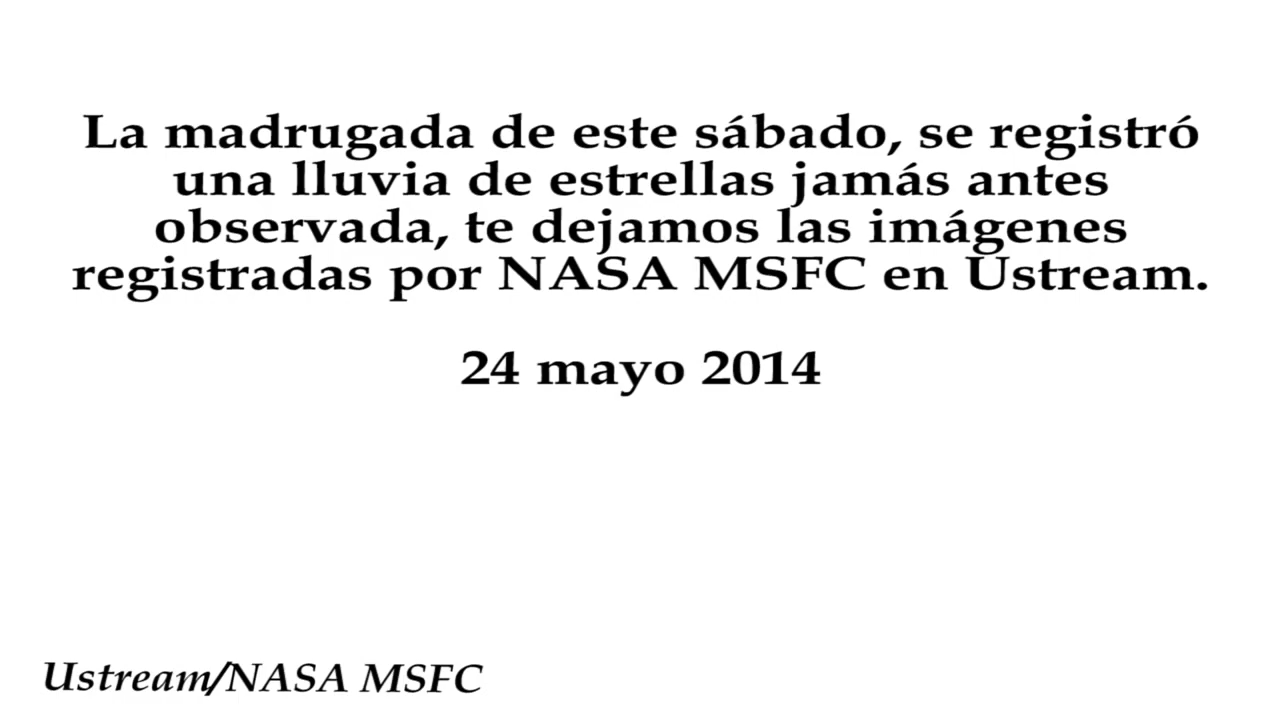 La madrugada de este sábado, se registró
una lluvia de estrellas jamás antes
observada, te dejamos las imágenes
registradas por NASA MSFC en Ustream.
24 mayo 2014
Ustream/NASA MSFC